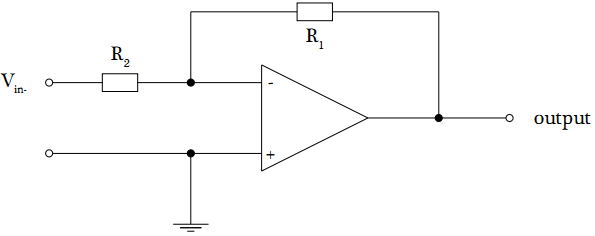 R1
R2
Vin-
-
output
+